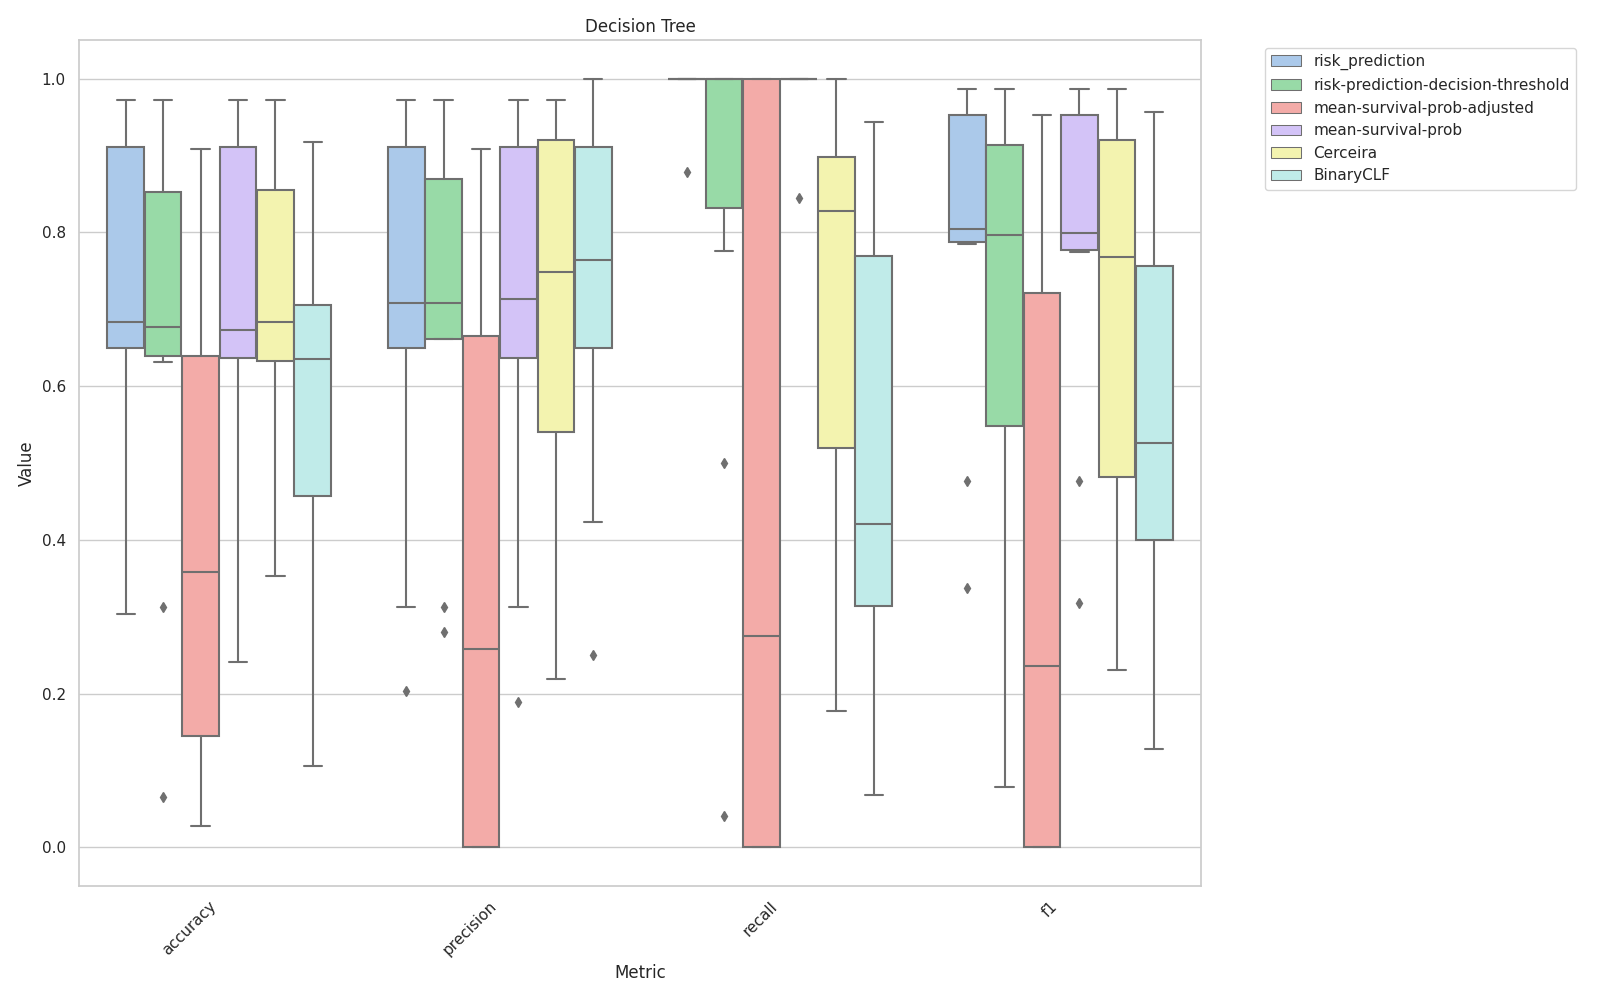 Decision Tree
risk_prediction
risk-prediction-decision-threshold
mean-survival-prob-adjusted
mean-survival-prob
Cerceira
BinaryCLF
1.0
0.8
0.6
0.4
0.2
0.0
Value
accuracy
precision
recall
f1
Metric